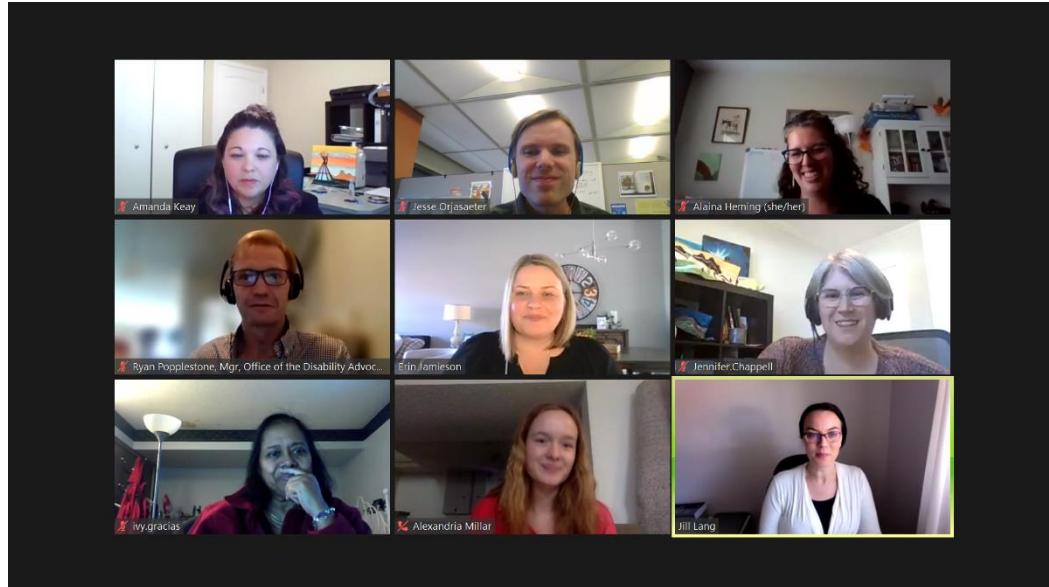 Amanda Keay
Jesse Orjasaeter
Alaina Heming (she/her)
Ryan Popplestone, Mgr, Office of the Disability Advoc...
Erin Jamieson
Jennifer.Chappell
ivy.gracias
Alexandria Millar
Jill Lang